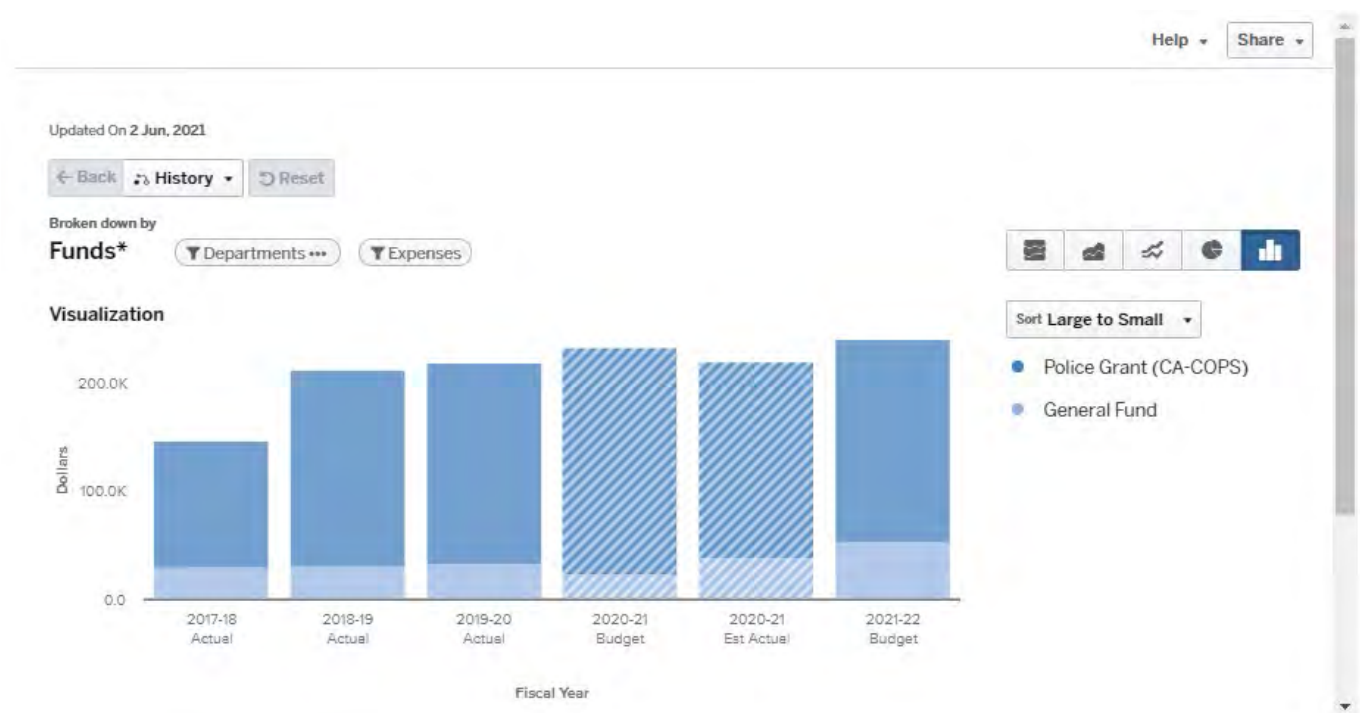 Help Share
Updated On 2 Jun, 2021
Back History Reset
Broken down by
Funds* Departments ••• Expenses
Visualization
Sort Large to Small
Police Grant (CA-COPS)
General Fund
200.0K
100.0K
0.0
Dollars
2017-18 2018-19 2019-20 2020-21 2020-21 2021-22
Actual Actual Actual Budget Est Actual Budget
Fiscal Year